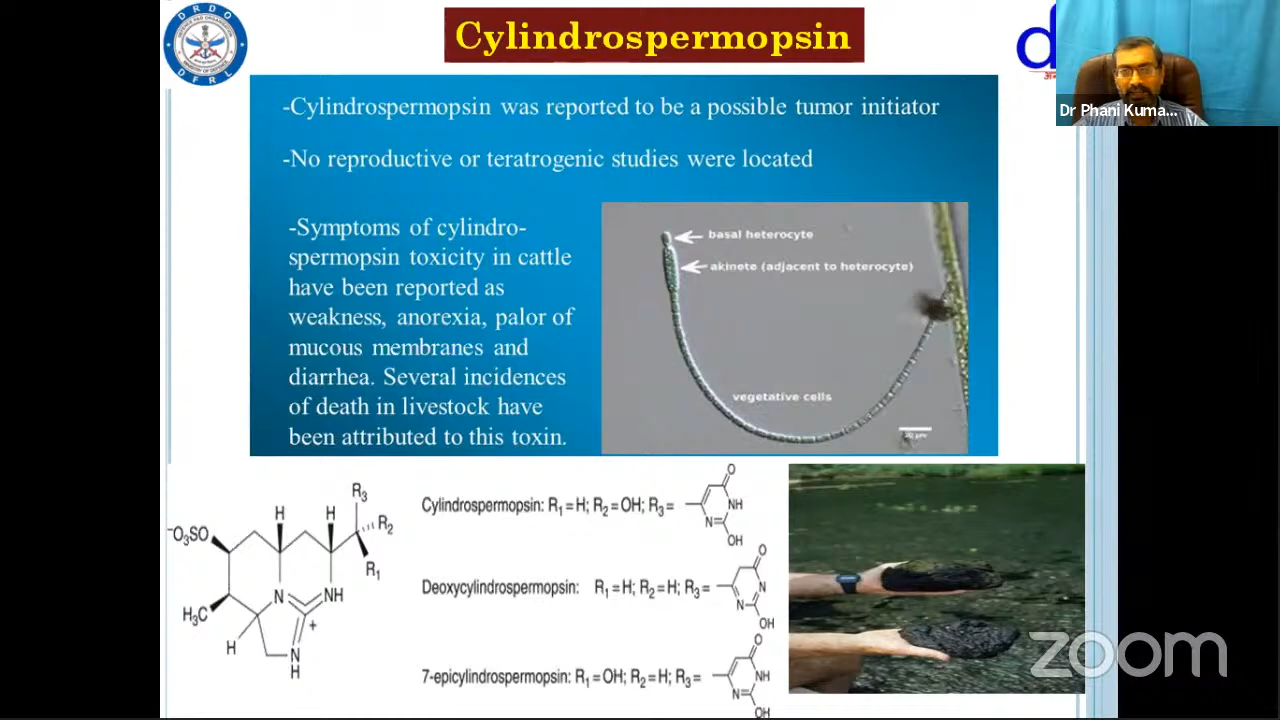 DRDO
DFRL
Cylindrospermopsin
Dr Phani Kuma...
-Cylindrospermopsin was reported to be a possible tumor initiator
-No reproductive or teratrogenic studies were located
-Symptoms of cylindro-
spermopsin toxicity in cattle
have been reported as
weakness, anorexia, palor of
mucous membranes and
diarrhea. Several incidences
of death in livestock have
been attributed to this toxin.
basal heterocyte
akinete (adjacent to heterocyte)
vegetative cells
⁻O₃SO
H
H
R₃
R₂
R₁
H₃C
N
NH
+
H
N
H
Cylindrospermopsin: R₁=H; R₂=OH; R₃=
O
NH
N
OH
Deoxycylindrospermopsin: R₁=H; R₂=H; R₃=
O
N
N
OH
7-epicylindrospermopsin: R₁=OH; R₂=H; R₃=
O
NH
N
OH
zoom